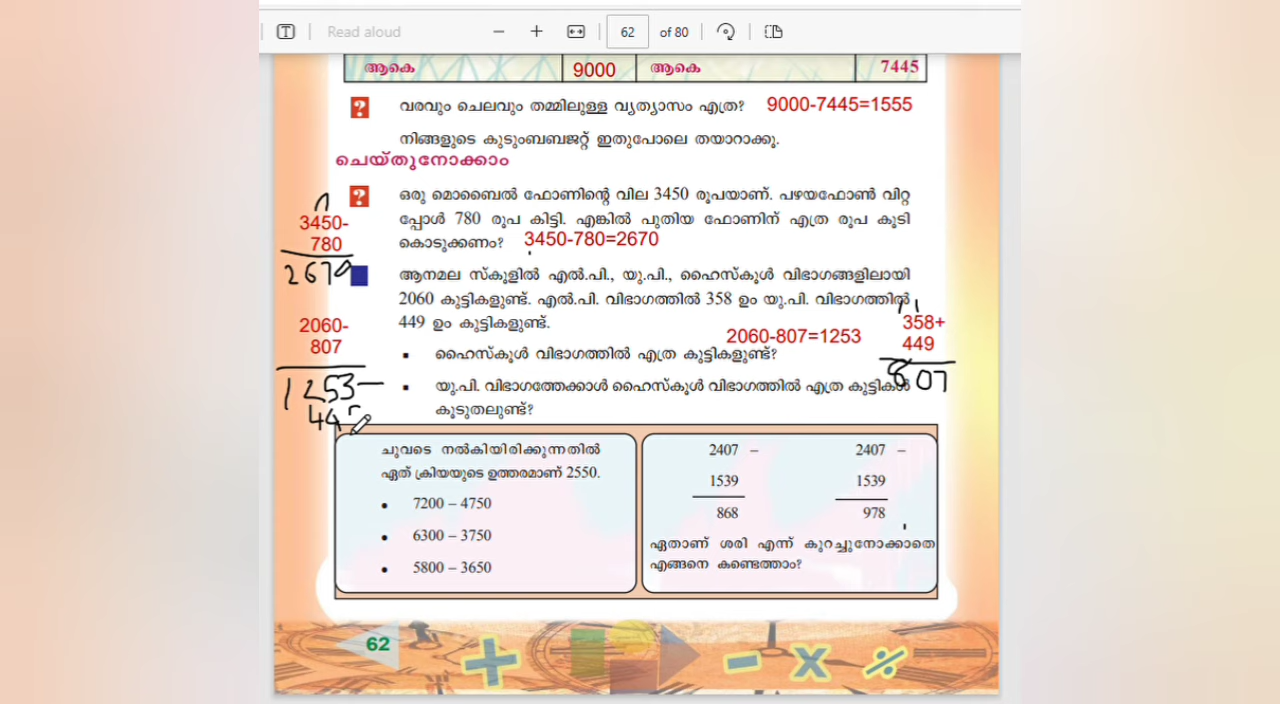 Read aloud
62
of 80
ആകെ 9000 ആകെ 7445
വരവും ചെലവും തമ്മിലുള്ള വ്യത്യാസം എത്ര? 9000-7445=1555
നിങ്ങളുടെ കുടുംബബജറ്റ് ഇതുപോലെ തയാറാക്കൂ.
ചെയ്തുനോക്കാം
ഒരു മൊബൈൽ ഫോണിന്റെ വില 3450 രൂപയാണ്. പഴയഫോൺ വിറ്റ
പ്പോൾ 780 രൂപ കിട്ടി. എങ്കിൽ പുതിയ ഫോണിന് എത്ര രൂപ കൂടി
കൊടുക്കണം? 3450-780=2670
3450-
780
2670
ആനമല സ്കൂളിൽ എൽ.പി., യു.പി., ഹൈസ്കൂൾ വിഭാഗങ്ങളിലായി
2060 കുട്ടികളുണ്ട്. എൽ.പി. വിഭാഗത്തിൽ 358 ഉം യു.പി. വിഭാഗത്തിൽ
449 ഉം കുട്ടികളുണ്ട്.
2060-807=1253
358+
449
807
2060-
807
1253-
44
ഹൈസ്കൂൾ വിഭാഗത്തിൽ എത്ര കുട്ടികളുണ്ട്?
യു.പി. വിഭാഗത്തേക്കാൾ ഹൈസ്കൂൾ വിഭാഗത്തിൽ എത്ര കുട്ടികൾ
കൂടുതലുണ്ട്?
ചുവടെ നൽകിയിരിക്കുന്നതിൽ
ഏത് ക്രിയയുടെ ഉത്തരമാണ് 2550.
7200 – 4750
6300 – 3750
5800 – 3650
2407 –
1539
868
2407 –
1539
978
ഏതാണ് ശരി എന്ന് കുറച്ചുനോക്കാതെ
എങ്ങനെ കണ്ടെത്താം?
62